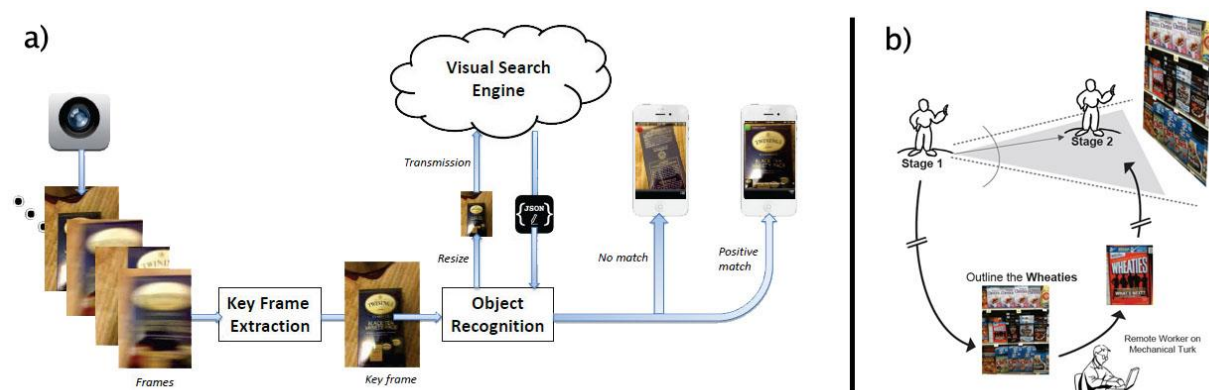 a)
Visual Search
Engine
Transmission
{JSON}
Resize
No match
Positive
match
TWININGS
Key Frame
Extraction
Object
Recognition
Frames
Key frame
b)
Stage 1
Stage 2
Outline the Wheaties
WHEATIES
Remote Worker on
Mechanical Turk